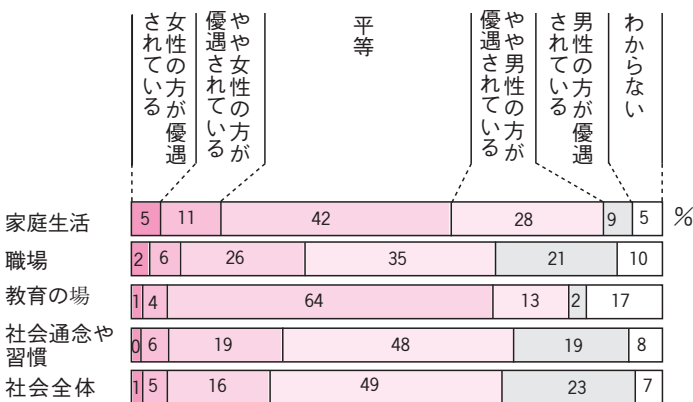 女性の方が優遇
されている
やや女性の方が
優遇されている
平等
やや男性の方が
優遇されている
男性の方が優遇
されている
わからない
家庭生活 5 11 42 28 9 5 %
職場 2 6 26 35 21 10
教育の場 1 4 64 13 2 17
社会通念や
習慣 0 6 19 48 19 8
社会全体 1 5 16 49 23 7